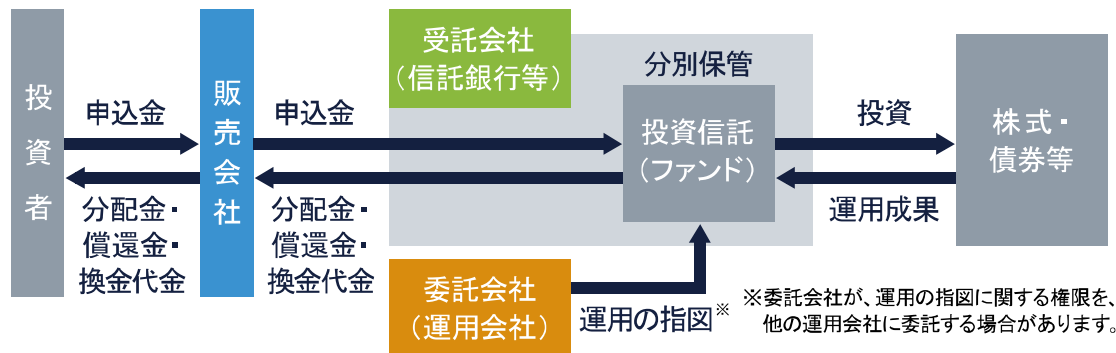 投資者
申込金
分配金・
償還金・
換金代金
販売会社
申込金
分配金・
償還金・
換金代金
受託会社
（信託銀行等）
分別保管
投資信託
（ファンド）
委託会社
（運用会社）
運用の指図※
投資
運用成果
株式・
債券等
※委託会社が、運用の指図に関する権限を、
他の運用会社に委託する場合があります。